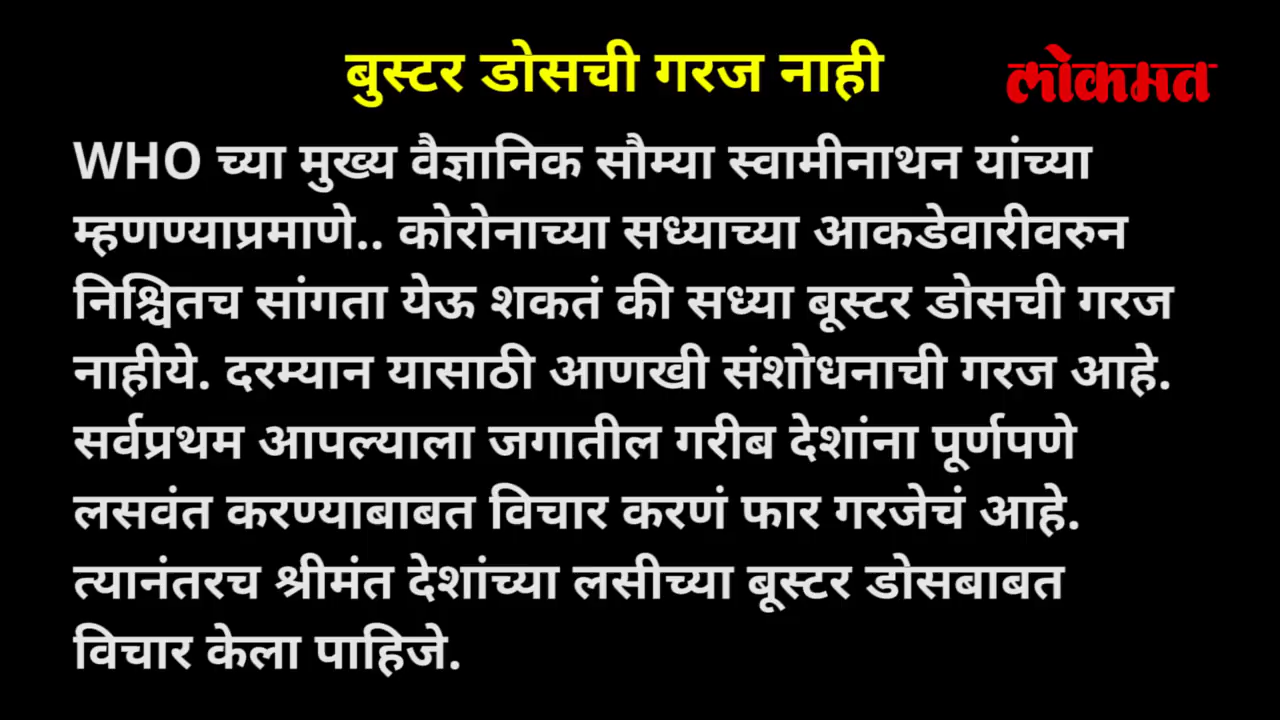 बुस्टर डोसची गरज नाही
लोकमत
WHO च्या मुख्य वैज्ञानिक सौम्या स्वामीनाथन यांच्या
म्हणण्याप्रमाणे.. कोरोनाच्या सध्याच्या आकडेवारीवरुन
निश्चितच सांगता येऊ शकतं की सध्या बूस्टर डोसची गरज
नाहीये. दरम्यान यासाठी आणखी संशोधनाची गरज आहे.
सर्वप्रथम आपल्याला जगातील गरीब देशांना पूर्णपणे
लसवंत करण्याबाबत विचार करणं फार गरजेचं आहे.
त्यानंतरच श्रीमंत देशांच्या लसीच्या बूस्टर डोसबाबत
विचार केला पाहिजे.